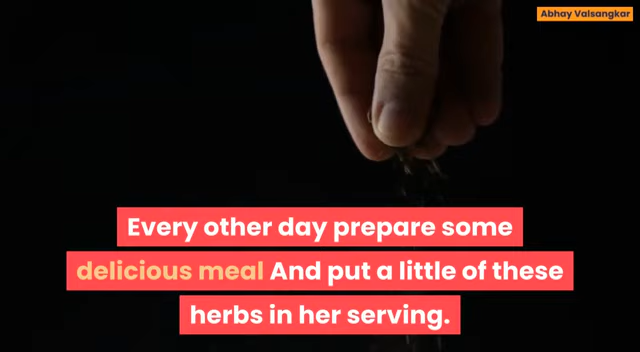 Abhay Valsangkar
Every other day prepare some
delicious meal And put a little of these
herbs in her serving.